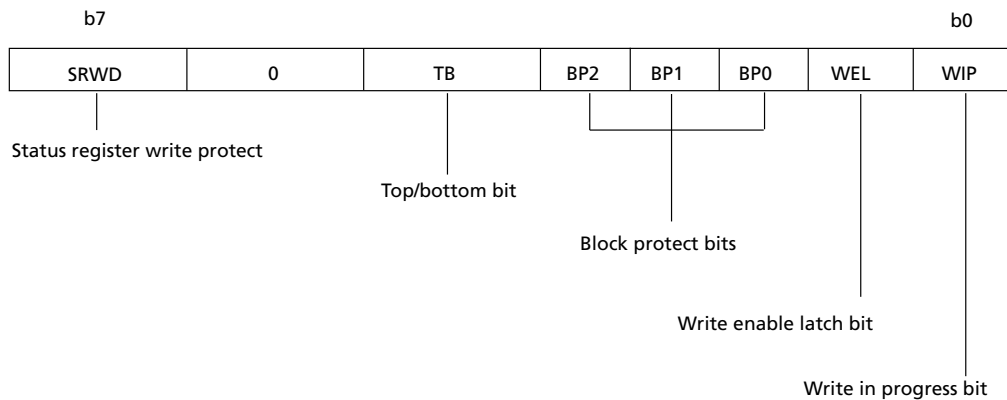 b7 b0
SRWD 0 TB BP2 BP1 BP0 WEL WIP
Status register write protect
Top/bottom bit
Block protect bits
Write enable latch bit
Write in progress bit